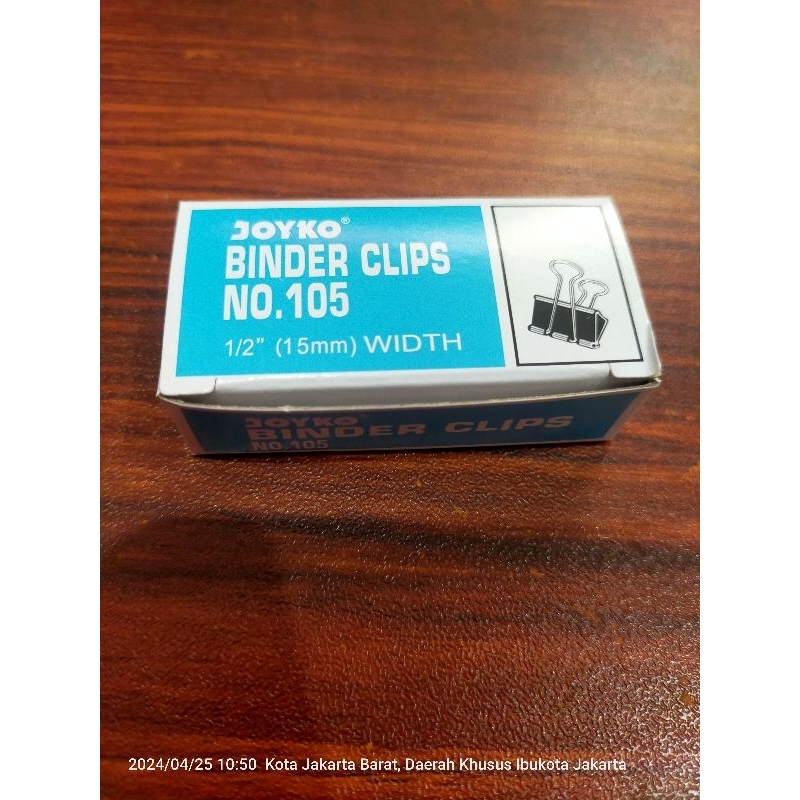 JOYKO®
BINDER CLIPS
NO.105
1/2" (15mm) WIDTH
JOYKO®
BINDER CLIPS
NO.105
2024/04/25 10:50 Kota Jakarta Barat, Daerah Khusus Ibukota Jakarta